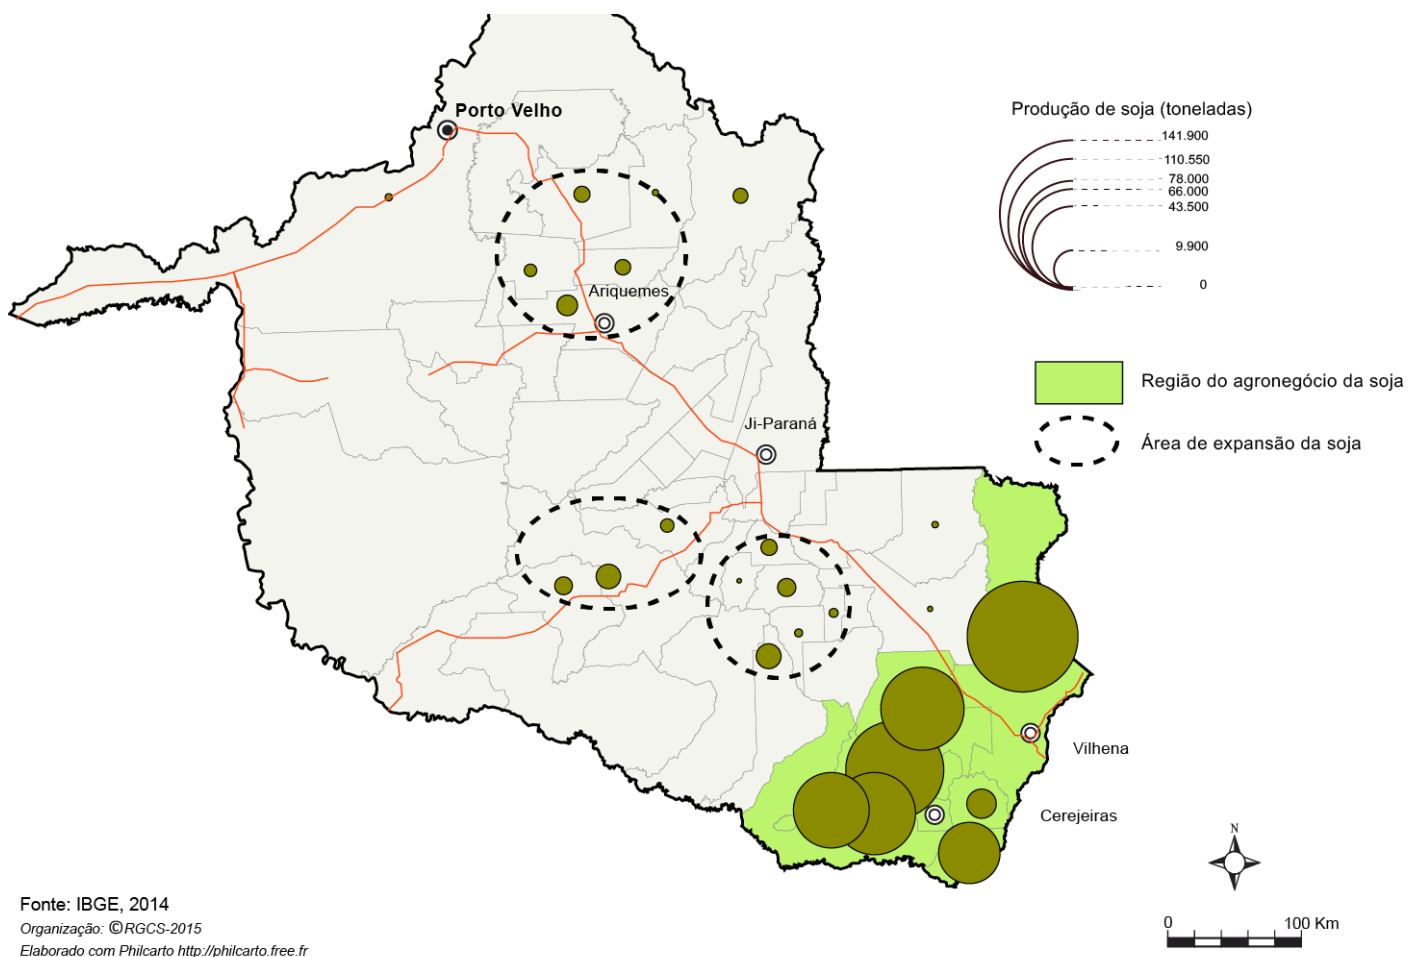 Porto Velho
Produção de soja (toneladas)
141.900
110.550
78.000
66.000
43.500
9.900
0
Ariquemes
Região do agronegócio da soja
Ji-Paraná
Área de expansão da soja
Vilhena
Cerejeiras
N
Fonte: IBGE, 2014
Organização: ©RGCS-2015
Elaborado com Philcarto http://philcarto.free.fr
0 100 Km